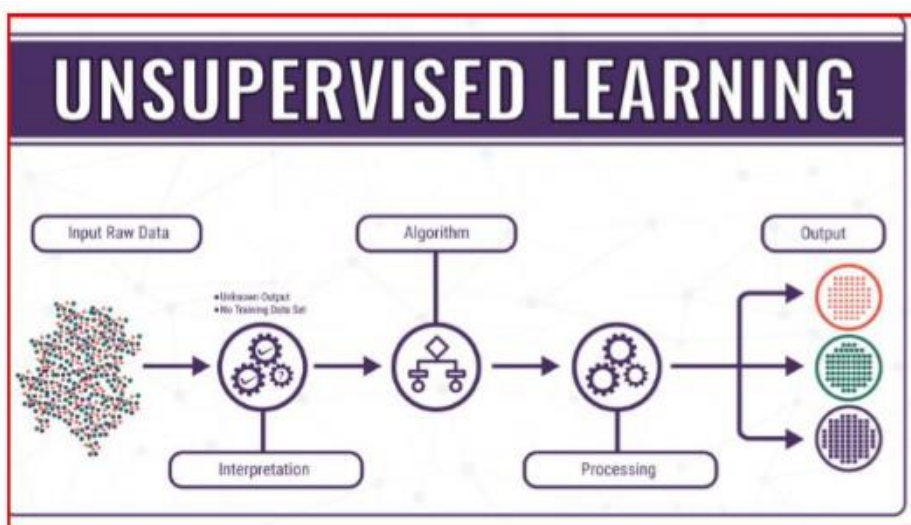 UNSUPERVISED LEARNING
Input Raw Data
Algorithm
Output
•Unknown Output
•No Training Data Set
Interpretation
Processing